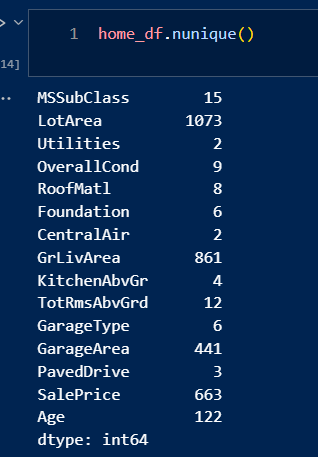 1 home_df.nunique()
14]
MSSubClass 15
LotArea 1073
Utilities 2
OverallCond 9
RoofMatl 8
Foundation 6
CentralAir 2
GrLivArea 861
KitchenAbvGr 4
TotRmsAbvGrd 12
GarageType 6
GarageArea 441
PavedDrive 3
SalePrice 663
Age 122
dtype: int64